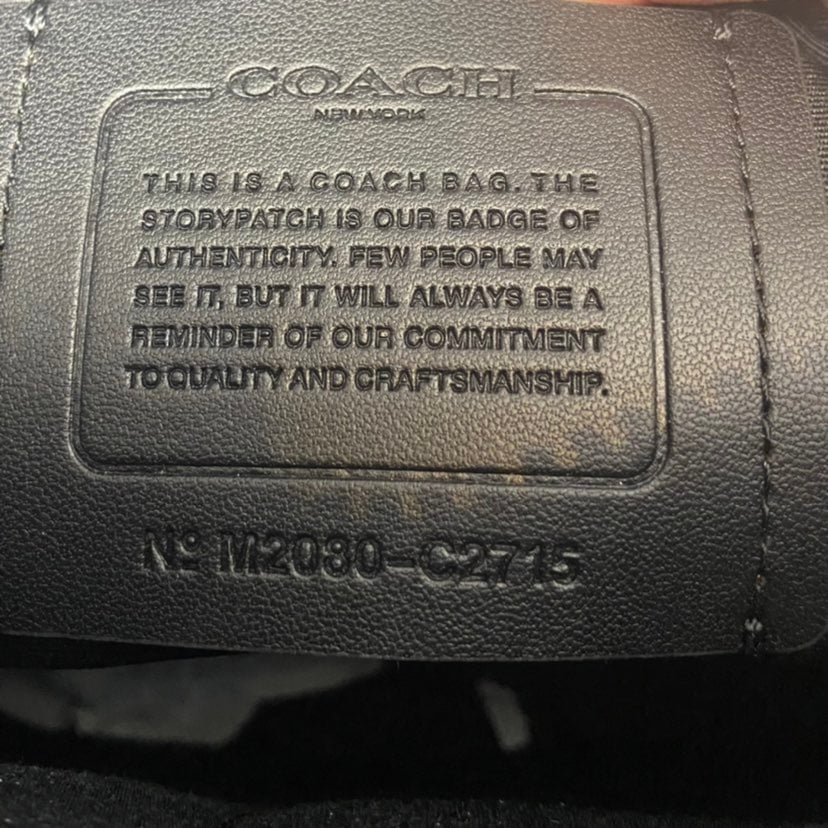 COACH
NEW YORK
THIS IS A COACH BAG. THE
STORYPATCH IS OUR BADGE OF
AUTHENTICITY. FEW PEOPLE MAY
SEE IT, BUT IT WILL ALWAYS BE A
REMINDER OF OUR COMMITMENT
TO QUALITY AND CRAFTSMANSHIP.
Nº M2080-C2715